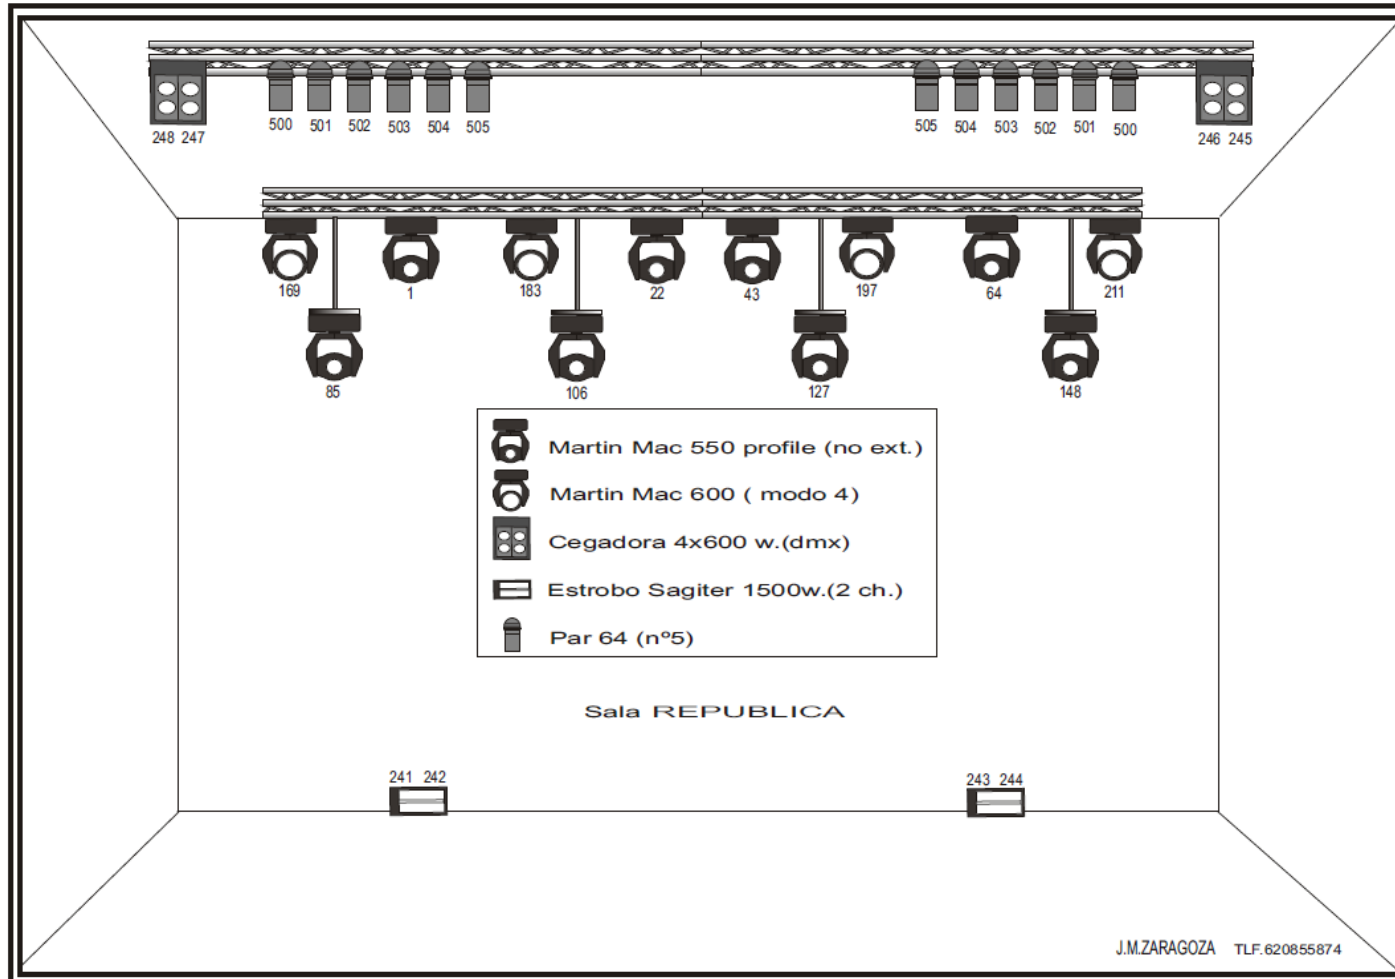 248 247 500 501 502 503 504 505 505 504 503 502 501 500 246 245
169 1 183 22 43 197 64 211
85 106 127 148
Martin Mac 550 profile (no ext.)
Martin Mac 600 ( modo 4)
Cegadora 4x600 w.(dmx)
Estrobo Sagiter 1500w.(2 ch.)
Par 64 (nº5)
Sala REPUBLICA
241 242 243 244
J.M.ZARAGOZA TLF.620855874